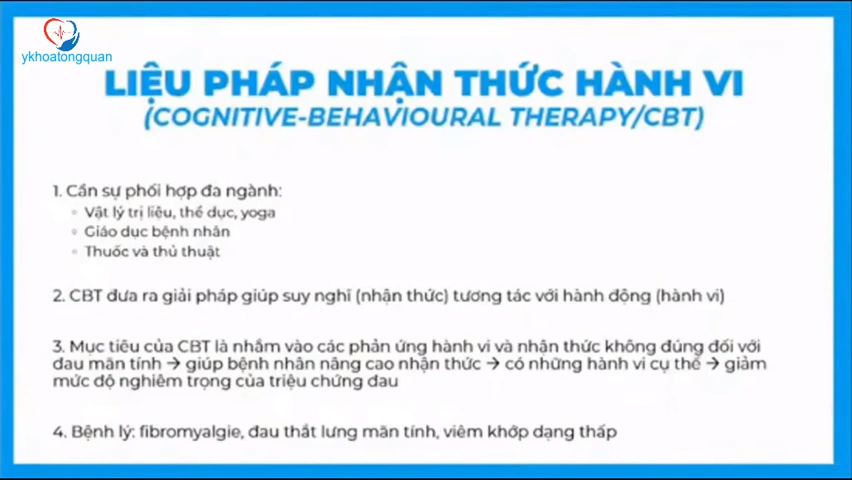 ykhoatongquan
LIỆU PHÁP NHẬN THỨC HÀNH VI
(COGNITIVE-BEHAVIOURAL THERAPY/CBT)
1. Cần sự phối hợp đa ngành:
Vật lý trị liệu, thể dục, yoga
Giáo dục bệnh nhân
Thuốc và thủ thuật
2. CBT đưa ra giải pháp giúp suy nghĩ (nhận thức) tương tác với hành động (hành vi)
3. Mục tiêu của CBT là nhắm vào các phản ứng hành vi và nhận thức không đúng đối với
đau mãn tính → giúp bệnh nhân nâng cao nhận thức → có những hành vi cụ thể → giảm
mức độ nghiêm trọng của triệu chứng đau
4. Bệnh lý: fibromyalgie, đau thắt lưng mãn tính, viêm khớp dạng thấp